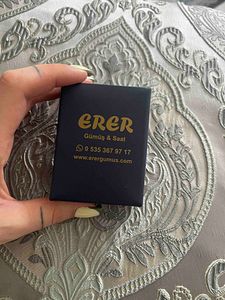 ERER
Gümüş & Saat
0 535 367 97 17
www.erergumus.com